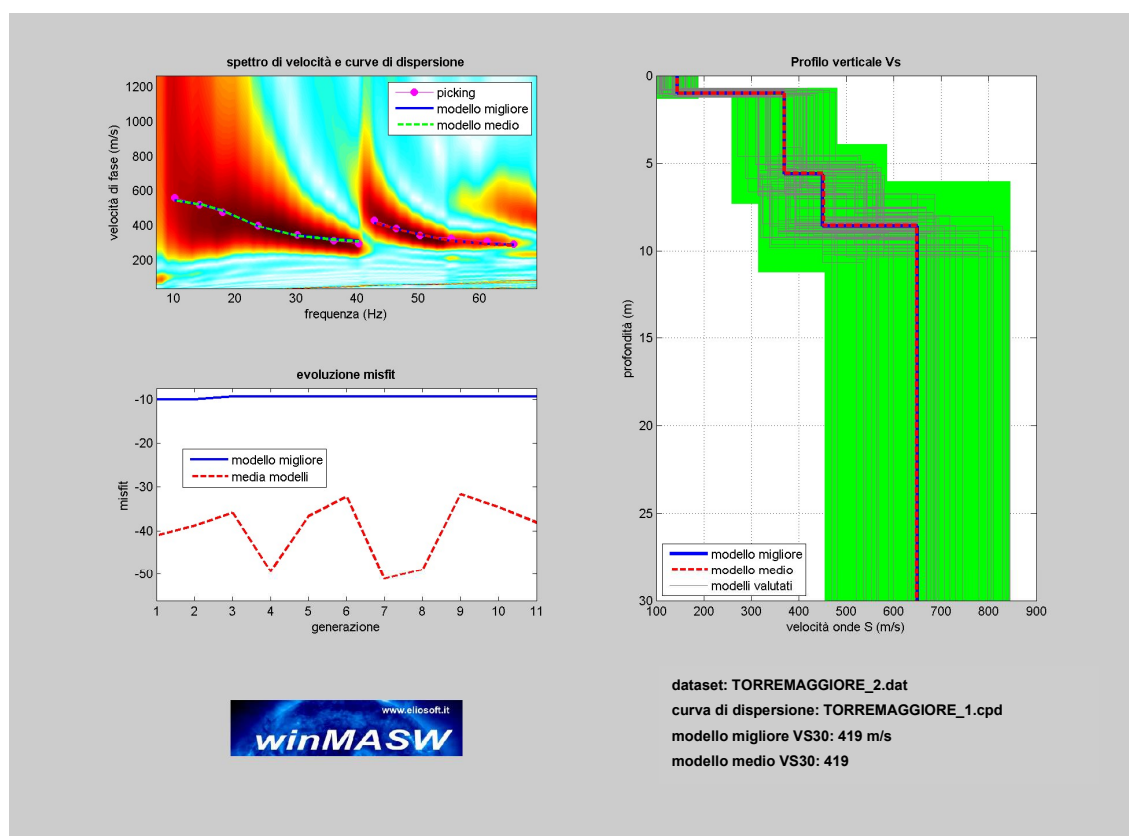 spettro di velocità e curve di dispersione
picking
modello migliore
modello medio
velocità di fase (m/s)
1200
1000
800
600
400
200
10 20 30 40 50 60
frequenza (Hz)
evoluzione misfit
modello migliore
media modelli
misfit
-10
-20
-30
-40
-50
1 2 3 4 5 6 7 8 9 10 11
generazione
www.eliosoft.it
winMASW
Profilo verticale Vs
profondità (m)
0
5
10
15
20
25
30
modello migliore
modello medio
modelli valutati
100 200 300 400 500 600 700 800 900
velocità onde S (m/s)
dataset: TORREMAGGIORE_2.dat
curva di dispersione: TORREMAGGIORE_1.cpd
modello migliore VS30: 419 m/s
modello medio VS30: 419